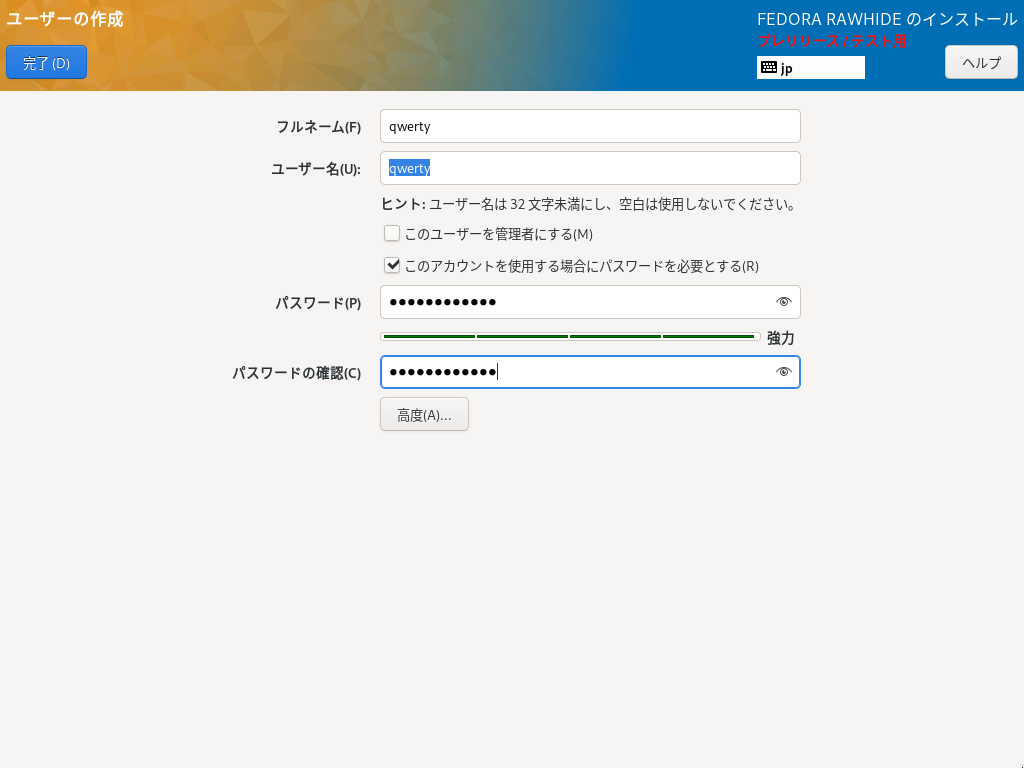 ユーザーの作成
FEDORA RAWHIDE のインストール
プレリリース / テスト用
完了 (D)
jp
ヘルプ
フルネーム(F)
qwerty
ユーザー名(U):
qwerty
ヒント: ユーザー名は 32 文字未満にし、空白は使用しないでください。
このユーザーを管理者にする(M)
このアカウントを使用する場合にパスワードを必要とする(R)
パスワード(P)
●●●●●●●●●●●●
強力
パスワードの確認(C)
●●●●●●●●●●●●
高度(A)...